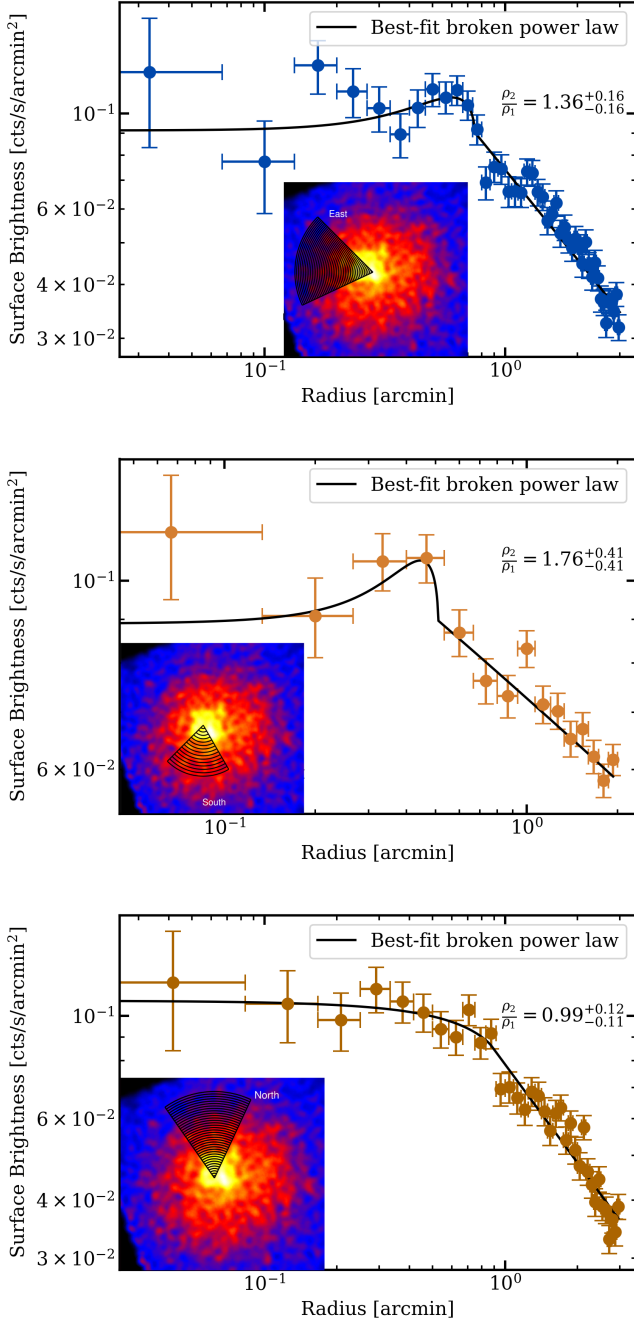 Best-fit broken power law
Surface Brightness [cts/s/arcmin²]
10⁻¹
6 × 10⁻²
4 × 10⁻²
3 × 10⁻²
ρ₂/ρ₁ = 1.36⁺⁰·¹⁶₋₀.₁₆
East
10⁻¹ 10⁰
Radius [arcmin]
Best-fit broken power law
Surface Brightness [cts/s/arcmin²]
10⁻¹
6 × 10⁻²
ρ₂/ρ₁ = 1.76⁺⁰·⁴¹₋₀.₄₁
South
10⁻¹ 10⁰
Radius [arcmin]
Best-fit broken power law
Surface Brightness [cts/s/arcmin²]
10⁻¹
6 × 10⁻²
4 × 10⁻²
3 × 10⁻²
ρ₂/ρ₁ = 0.99⁺⁰·¹²₋₀.₁₁
North
10⁻¹ 10⁰
Radius [arcmin]